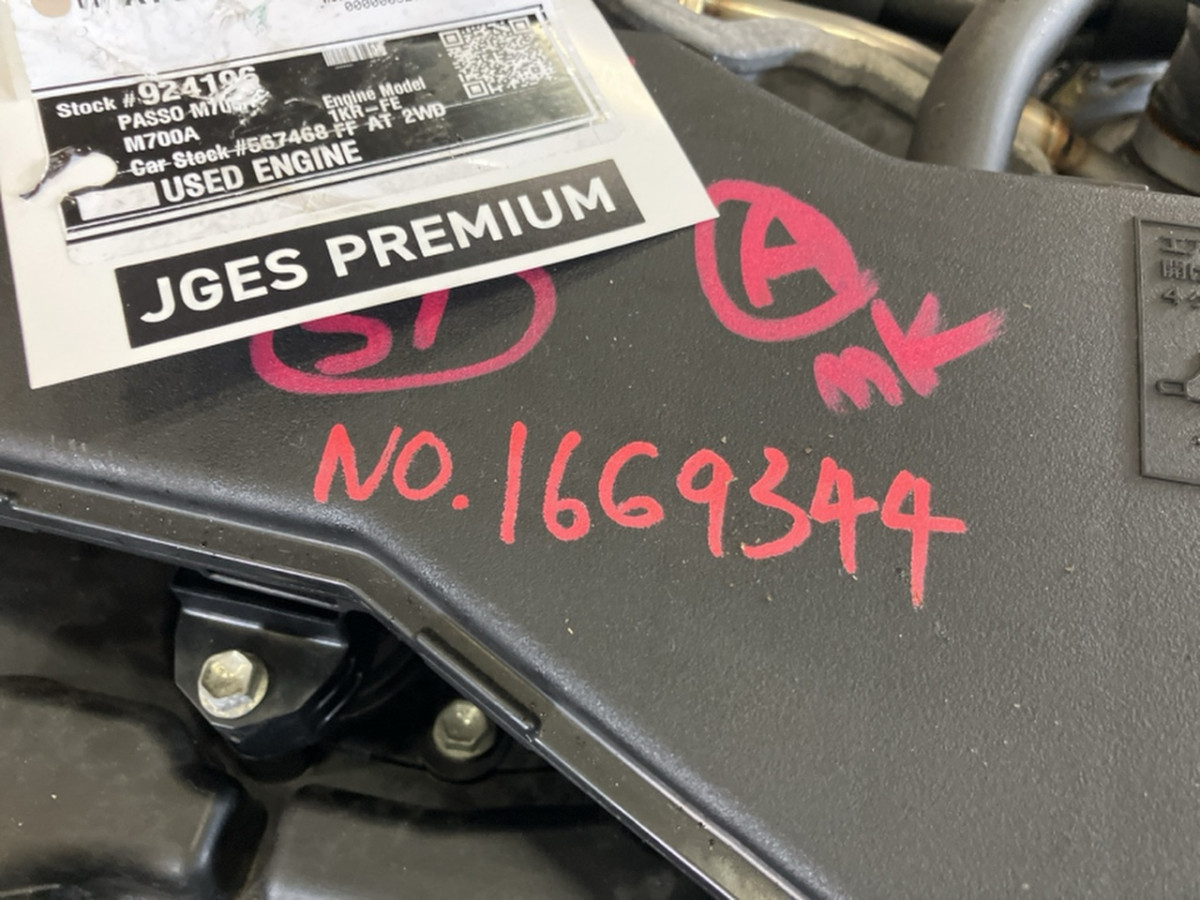 Stock #924196
PASSO M700A
M700A
Engine Model
1KR-FE
Car Stock #567468 FF AT 2WD
USED ENGINE
JGES PREMIUM
A
MK
NO.1669344